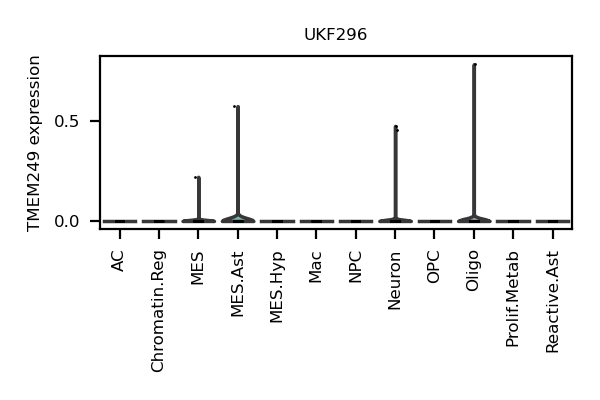 UKF296
TMEM249 expression
0.5
0.0
AC
Chromatin.Reg
MES
MES.Ast
MES.Hyp
Mac
NPC
Neuron
OPC
Oligo
Prolif.Metab
Reactive.Ast